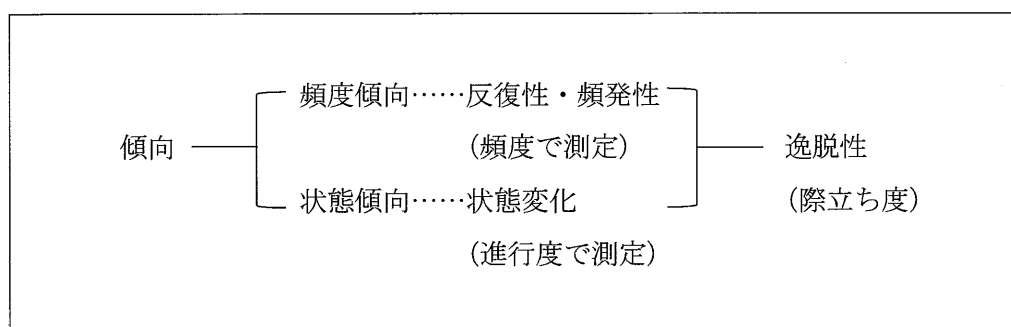 頻度傾向……反復性・頻発性
傾向 (頻度で測定) 逸脱性
状態傾向……状態変化 (際立ち度)
(進行度で測定)